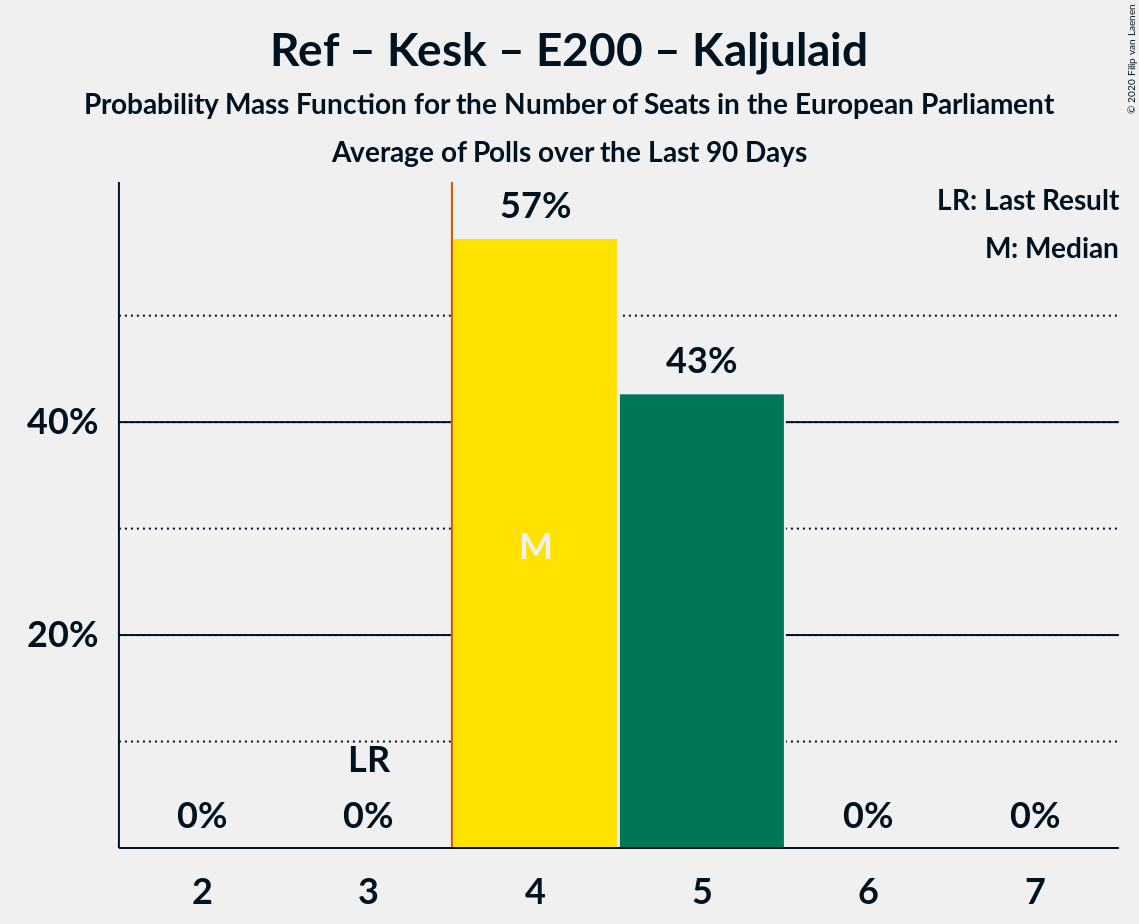 Ref – Kesk – E200 – Kaljulaid
Probability Mass Function for the Number of Seats in the European Parliament
Average of Polls over the Last 90 Days
© 2020 Filip van Laenen
LR: Last Result
M: Median
57%
43%
40%
20%
M
LR
0%
0%
0%
0%
2
3
4
5
6
7